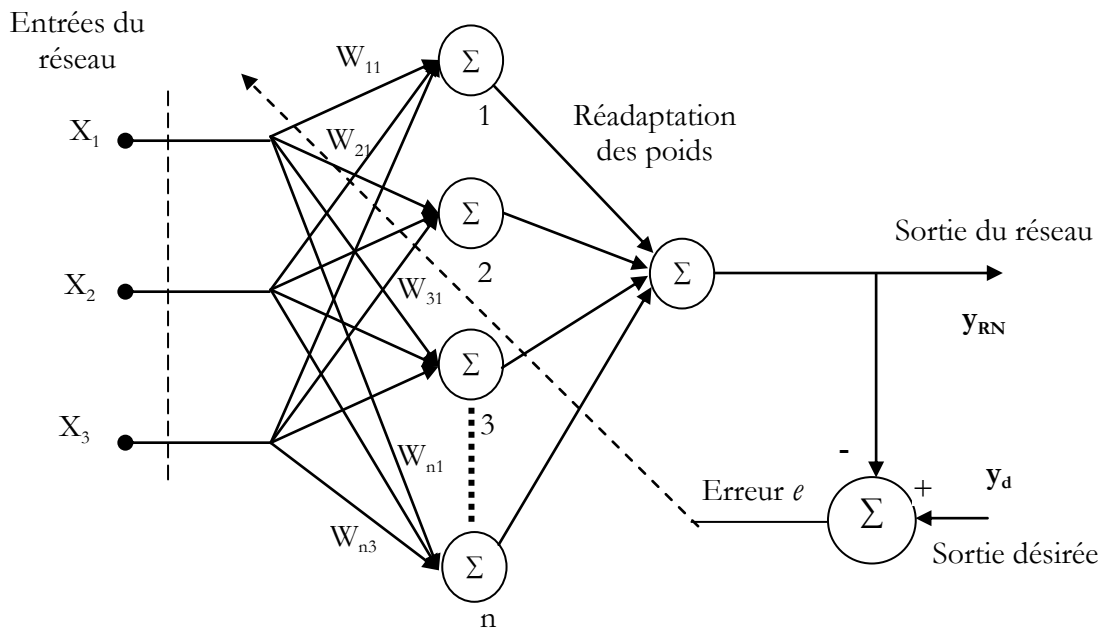 Entrées du
réseau
W11
Σ
1
Réadaptation
des poids
X1
W21
Σ
2
Sortie du réseau
Σ
X2
W31
yRN
Σ
3
X3
Wn1
-
Erreur e
+
yd
Σ
Wn3
Sortie désirée
Σ
n